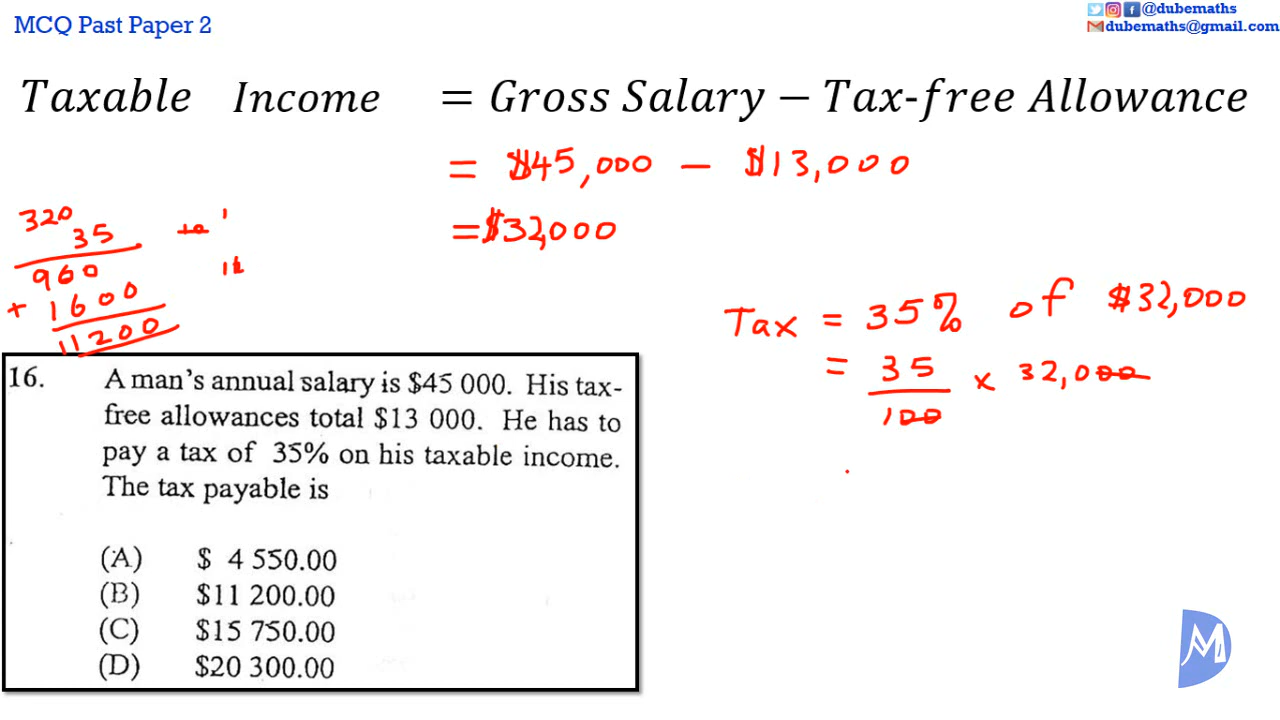 MCQ Past Paper 2
@dubemaths
dubemaths@gmail.com
Taxable Income = Gross Salary − Tax-free Allowance
= $45,000 − $13,000
= $32,000
320
35
960
+ 1600
11200
Tax = 35% of $32,000
= 35/100 x 32,000
16. A man's annual salary is $45 000. His tax-
free allowances total $13 000. He has to
pay a tax of 35% on his taxable income.
The tax payable is
(A) $ 4 550.00
(B) $11 200.00
(C) $15 750.00
(D) $20 300.00
M